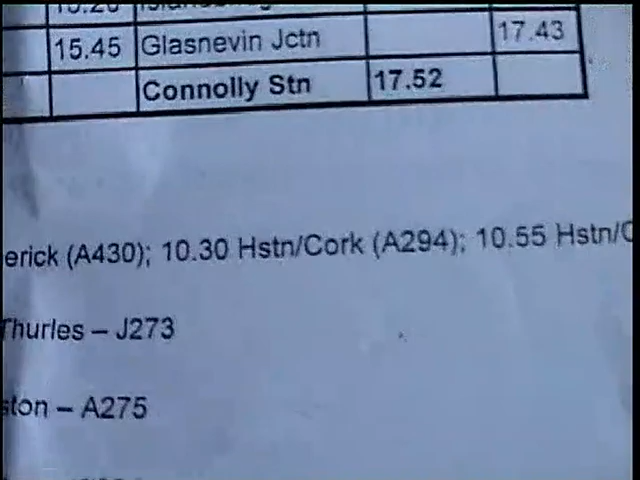 15.45 Glasnevin Jctn 17.43
Connolly Stn 17.52
erick (A430); 10.30 Hstn/Cork (A294); 10.55 Hstn/C
Thurles – J273
ston – A275